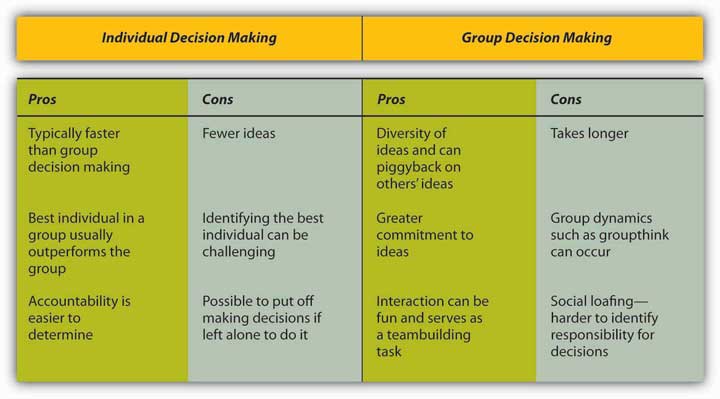 Individual Decision Making
Group Decision Making
Pros
Cons
Pros
Cons
Typically faster
than group
decision making
Fewer ideas
Diversity of
ideas and can
piggyback on
others' ideas
Takes longer
Best individual in a
group usually
outperforms the
group
Identifying the best
individual can be
challenging
Greater
commitment to
ideas
Group dynamics
such as groupthink
can occur
Accountability is
easier to
determine
Possible to put off
making decisions if
left alone to do it
Interaction can be
fun and serves as
a teambuilding
task
Social loafing—
harder to identify
responsibility for
decisions